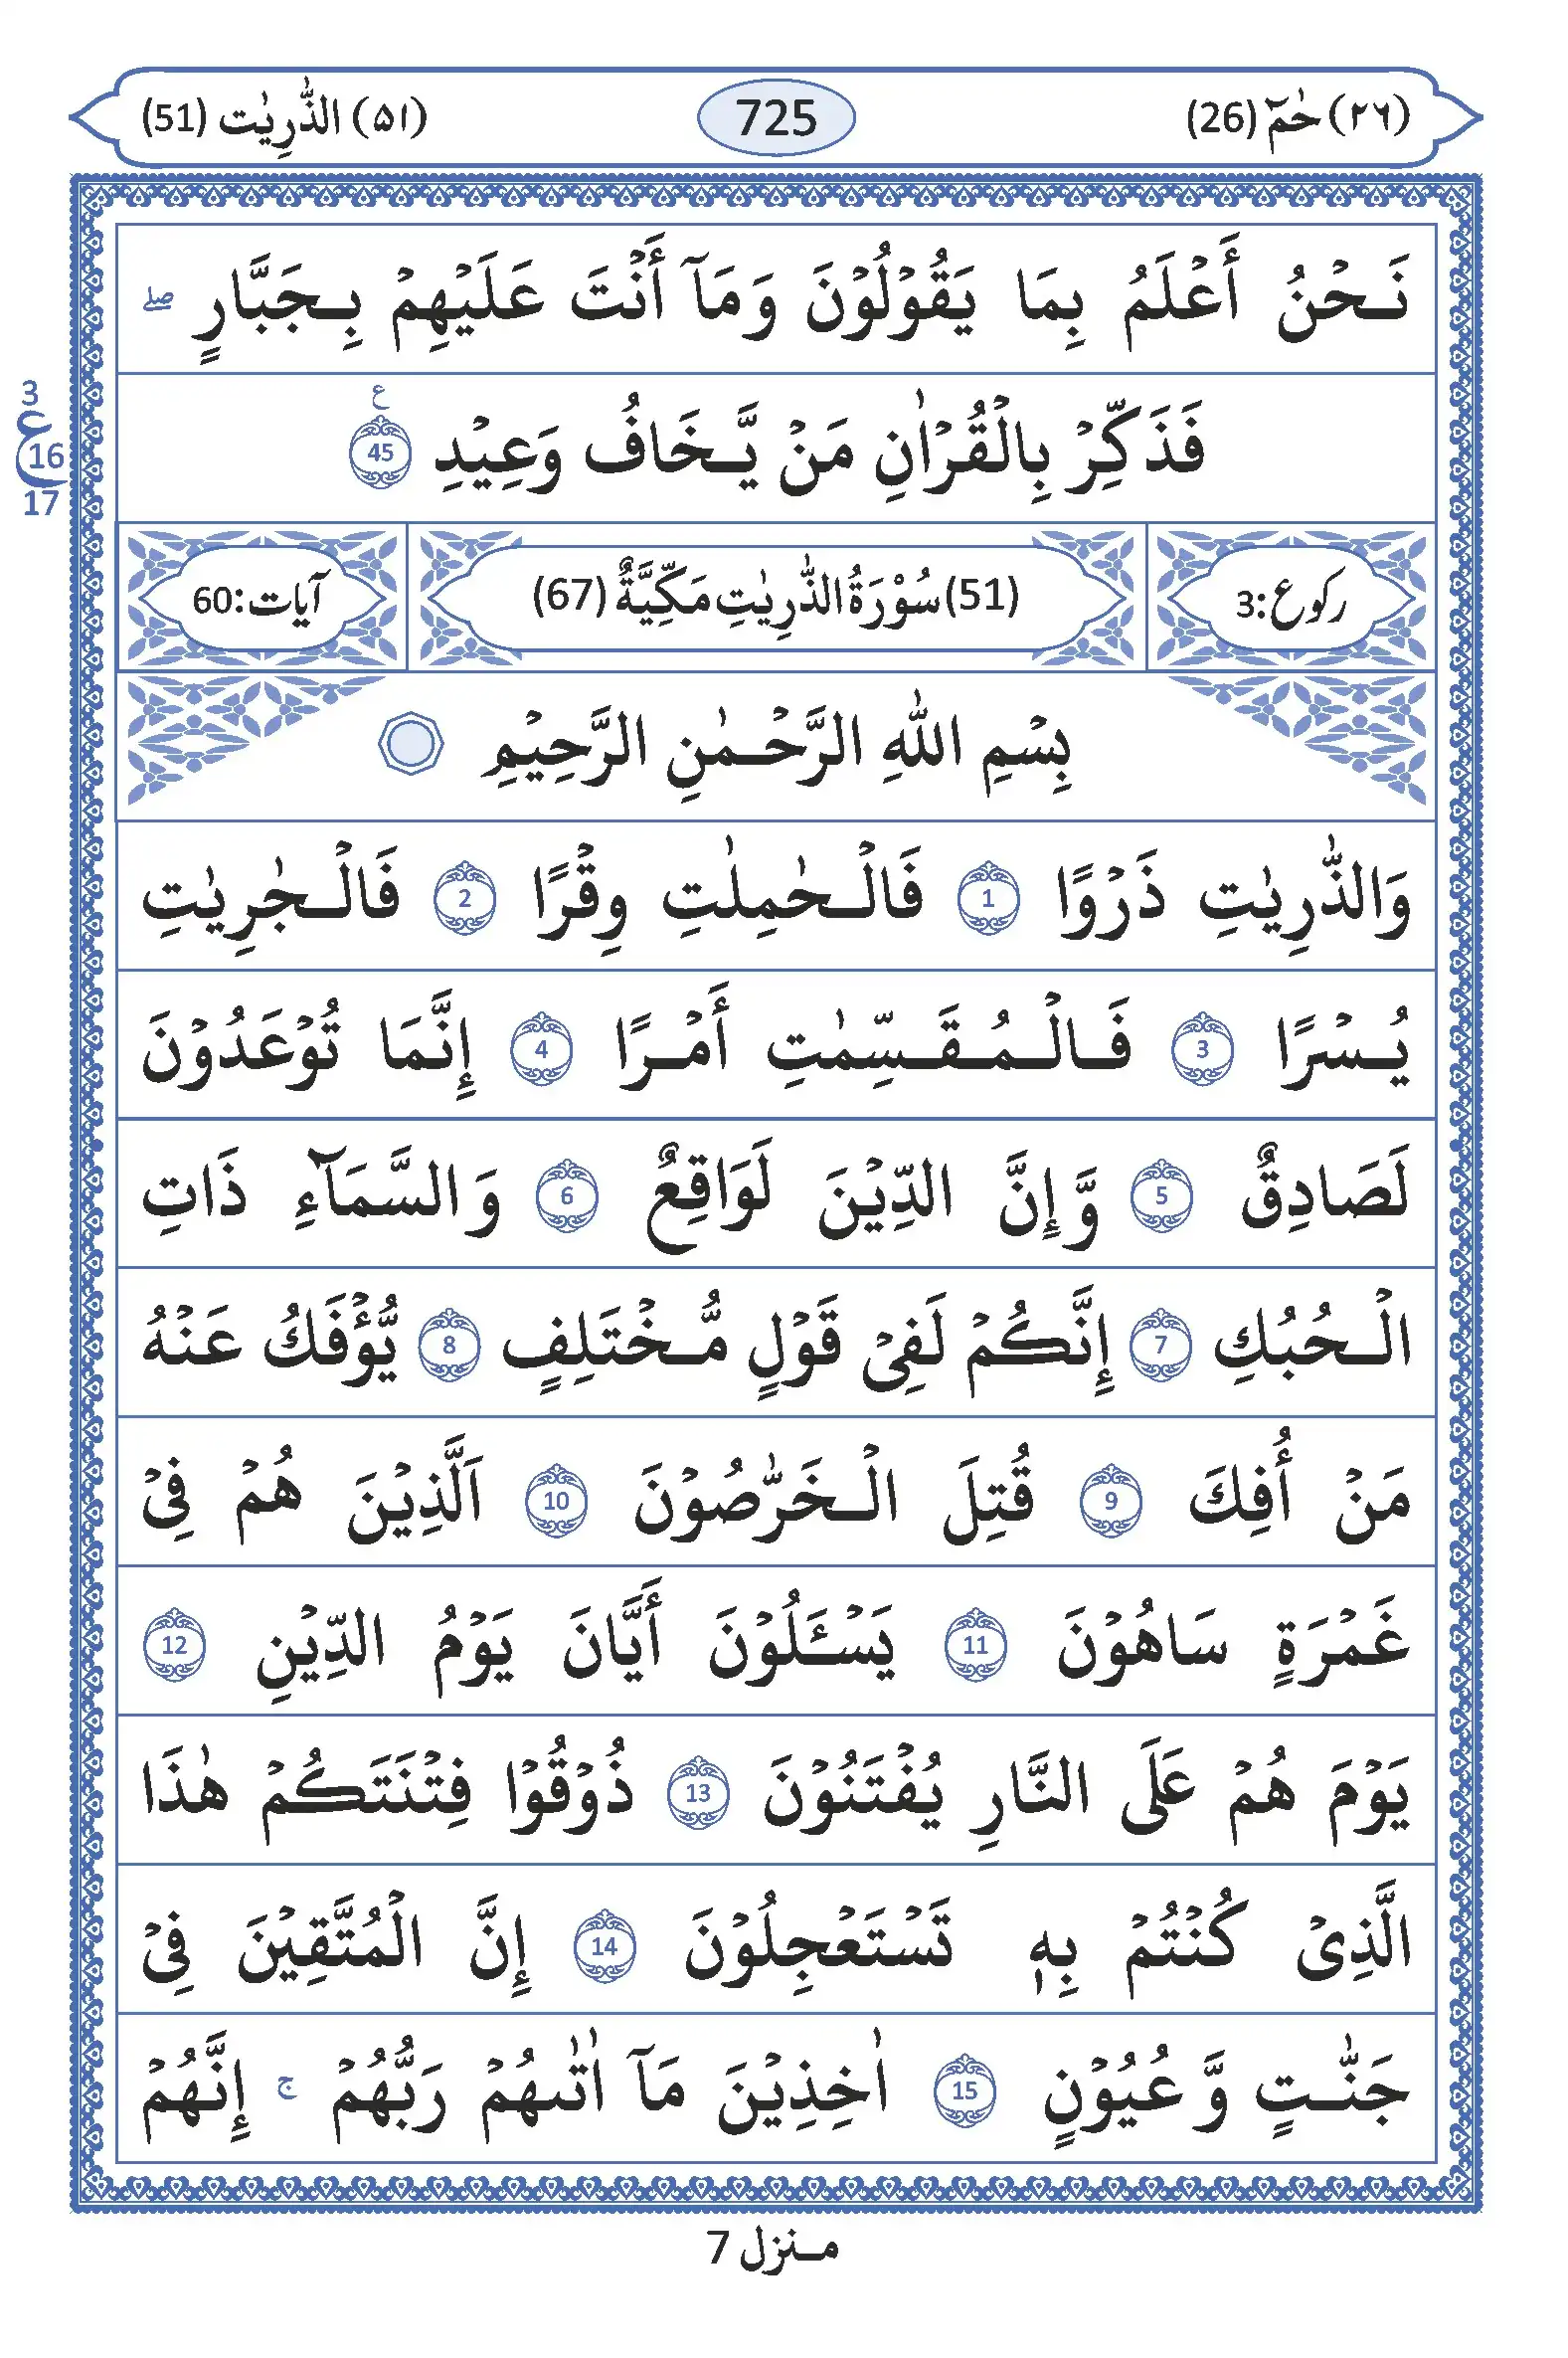 (٢٦) حٰمٓ (26) 725 (٥١) الذّٰرِيٰت (51)
نَحْنُ أَعْلَمُ بِمَا يَقُوْلُوْنَ وَمَآ أَنْتَ عَلَيْهِمْ بِجَبَّارٍ ۖ
فَذَكِّرْ بِالْقُرْاٰنِ مَنْ يَّخَافُ وَعِيْدِ 45 ع
3
ع
16
17
رکوع:3 (51) سُوْرَةُ الذّٰرِيٰتِ مَكِّيَّةٌ (67) آیات:60
بِسْمِ اللهِ الرَّحْمٰنِ الرَّحِيْمِ
وَالذّٰرِيٰتِ ذَرْوًا 1 فَالْحٰمِلٰتِ وِقْرًا 2 فَالْجٰرِيٰتِ
يُسْرًا 3 فَالْمُقَسِّمٰتِ أَمْرًا 4 إِنَّمَا تُوْعَدُوْنَ
لَصَادِقٌ 5 وَّإِنَّ الدِّيْنَ لَوَاقِعٌ 6 وَالسَّمَآءِ ذَاتِ
الْحُبُكِ 7 إِنَّكُمْ لَفِيْ قَوْلٍ مُّخْتَلِفٍ 8 يُّؤْفَكُ عَنْهُ
مَنْ أُفِكَ 9 قُتِلَ الْخَرّٰصُوْنَ 10 اَلَّذِيْنَ هُمْ فِيْ
غَمْرَةٍ سَاهُوْنَ 11 يَسْـَٔلُوْنَ أَيَّانَ يَوْمُ الدِّيْنِ 12
يَوْمَ هُمْ عَلَى النَّارِ يُفْتَنُوْنَ 13 ذُوْقُوْا فِتْنَتَكُمْ هٰذَا
الَّذِيْ كُنْتُمْ بِهٖ تَسْتَعْجِلُوْنَ 14 إِنَّ الْمُتَّقِيْنَ فِيْ
جَنّٰتٍ وَّعُيُوْنٍ 15 اٰخِذِيْنَ مَآ اٰتٰىهُمْ رَبُّهُمْ ۚ إِنَّهُمْ
منزل 7